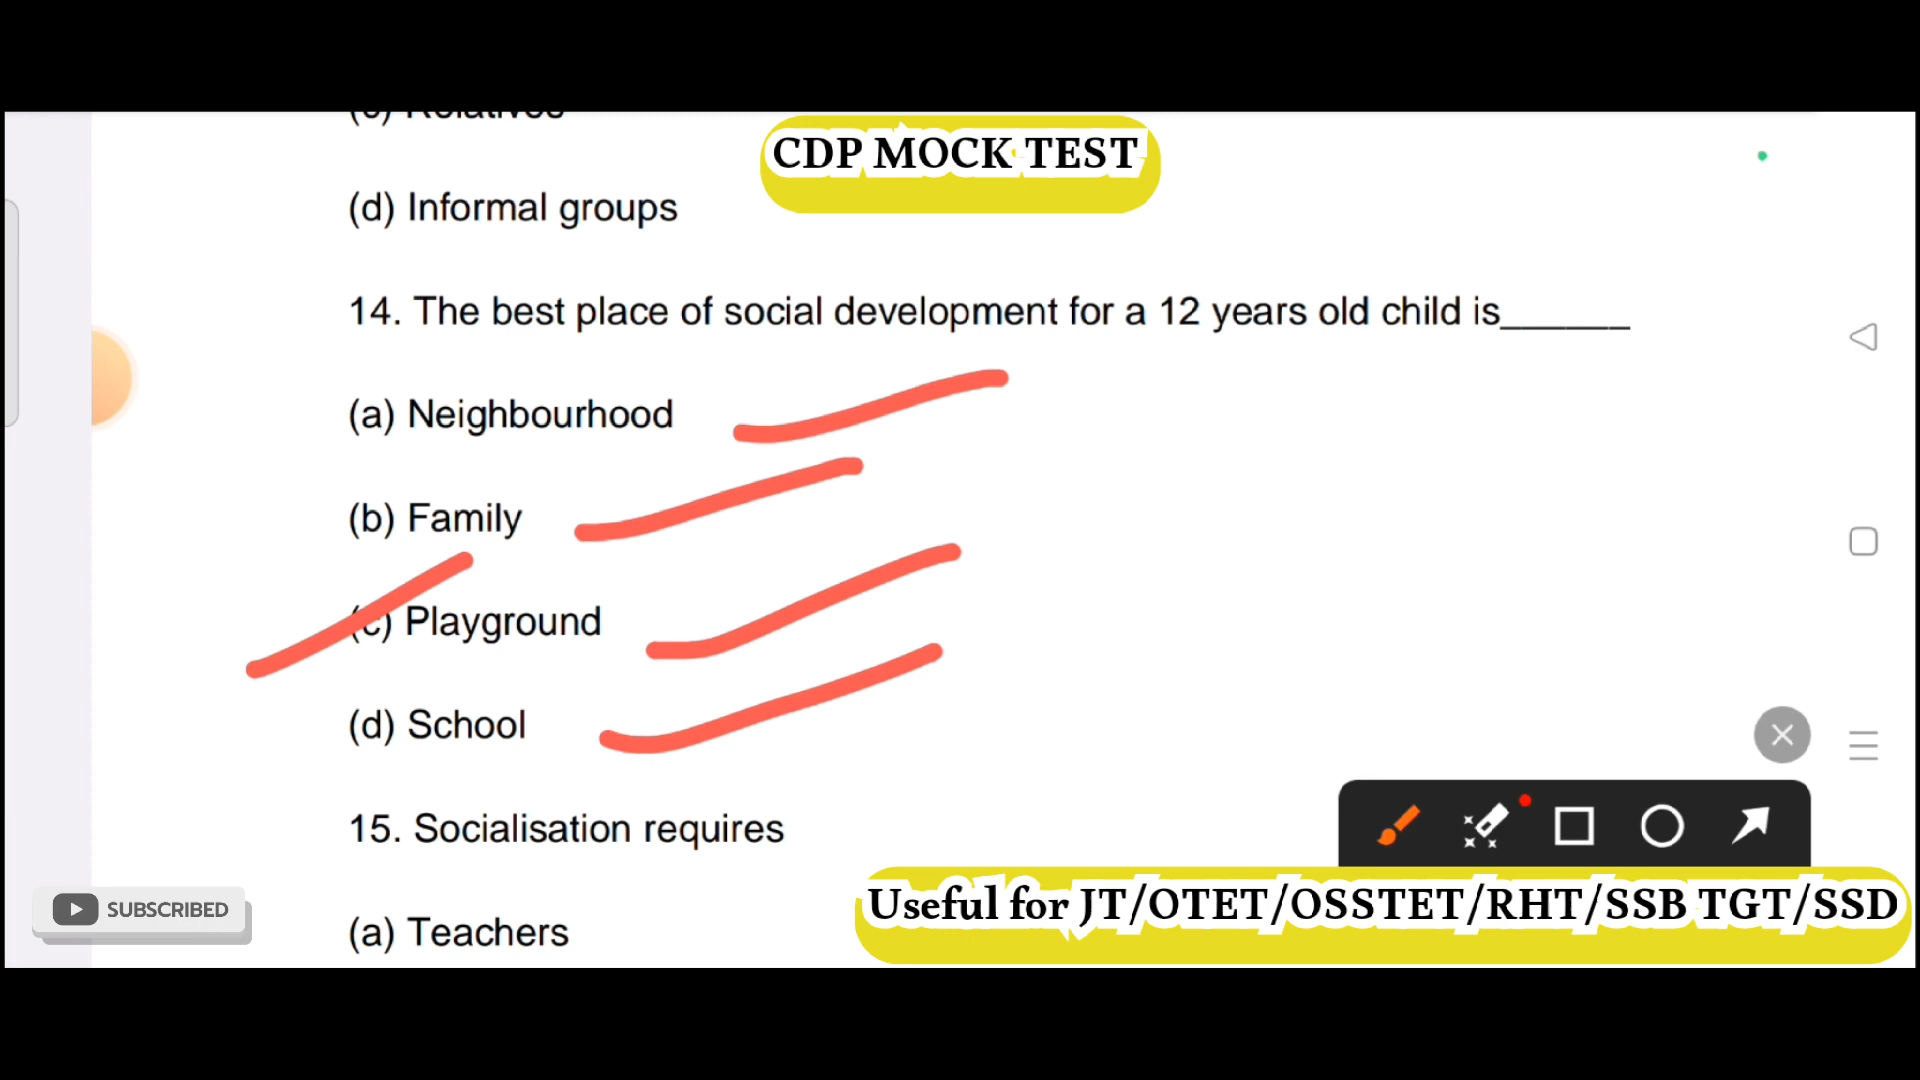 (c) Relatives
CDP MOCK TEST
(d) Informal groups
14. The best place of social development for a 12 years old child is______
(a) Neighbourhood
(b) Family
(c) Playground
(d) School
15. Socialisation requires
SUBSCRIBED
Useful for JT/OTET/OSSTET/RHT/SSB TGT/SSD
(a) Teachers